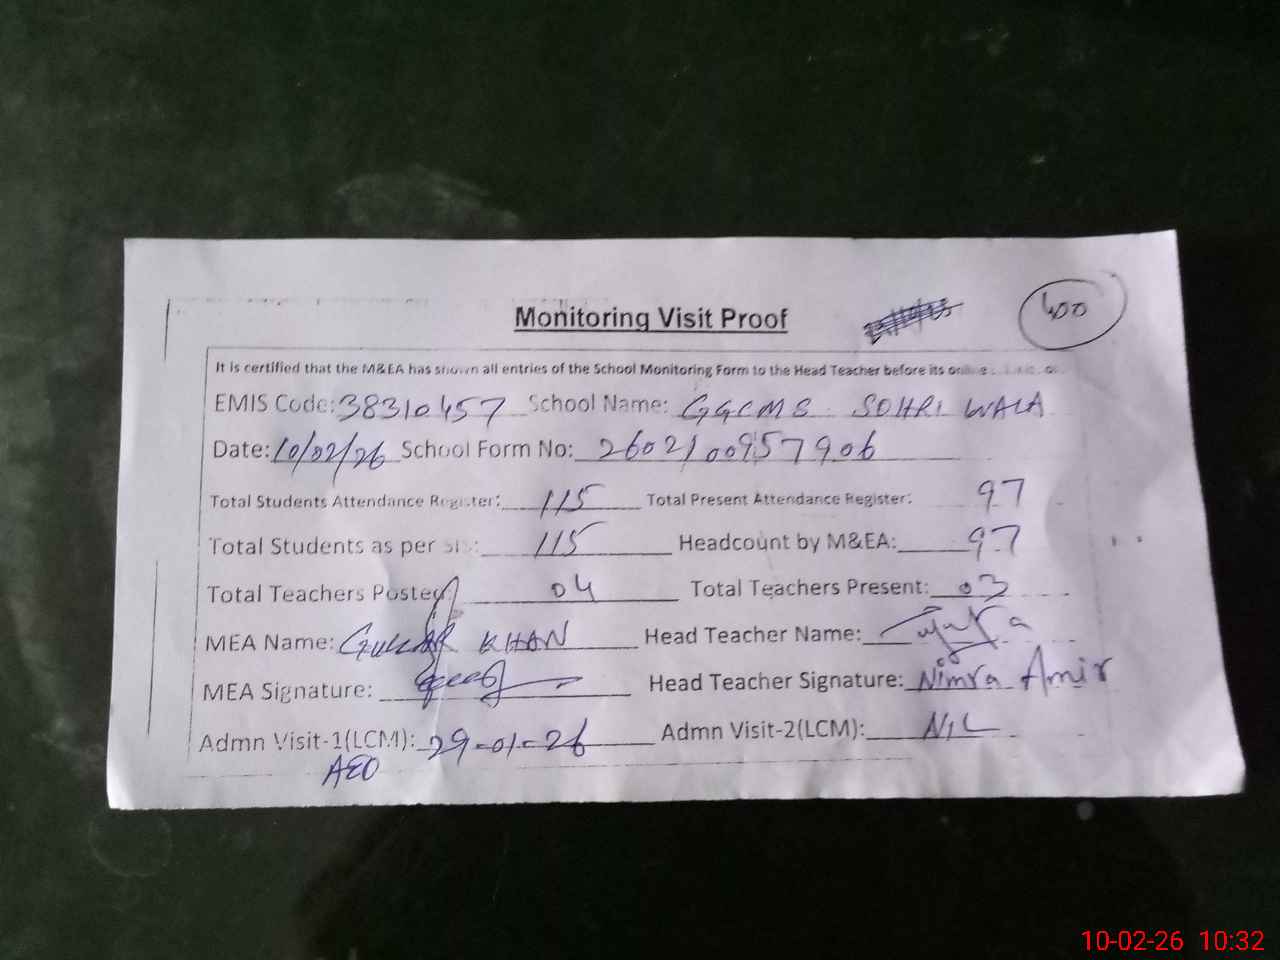 Monitoring Visit Proof
400
It is certified that the M&EA has shown all entries of the School Monitoring Form to the Head Teacher before its online
EMIS Code: 38310457 School Name: GGCMS. SOHRI WALA
Date: 10/02/26 School Form No: 260210095 7906
Total Students Attendance Register: 115 Total Present Attendance Register: 97
Total Students as per SIS: 115 Headcount by M&EA: 97
Total Teachers Posted 04 Total Teachers Present: 03
MEA Name: KHAN Head Teacher Name:
MEA Signature: Head Teacher Signature: Nimra Amir
Admn Visit-1(LCM): 29-01-26 Admn Visit-2(LCM): NIL
AEO
10-02-26 10:32